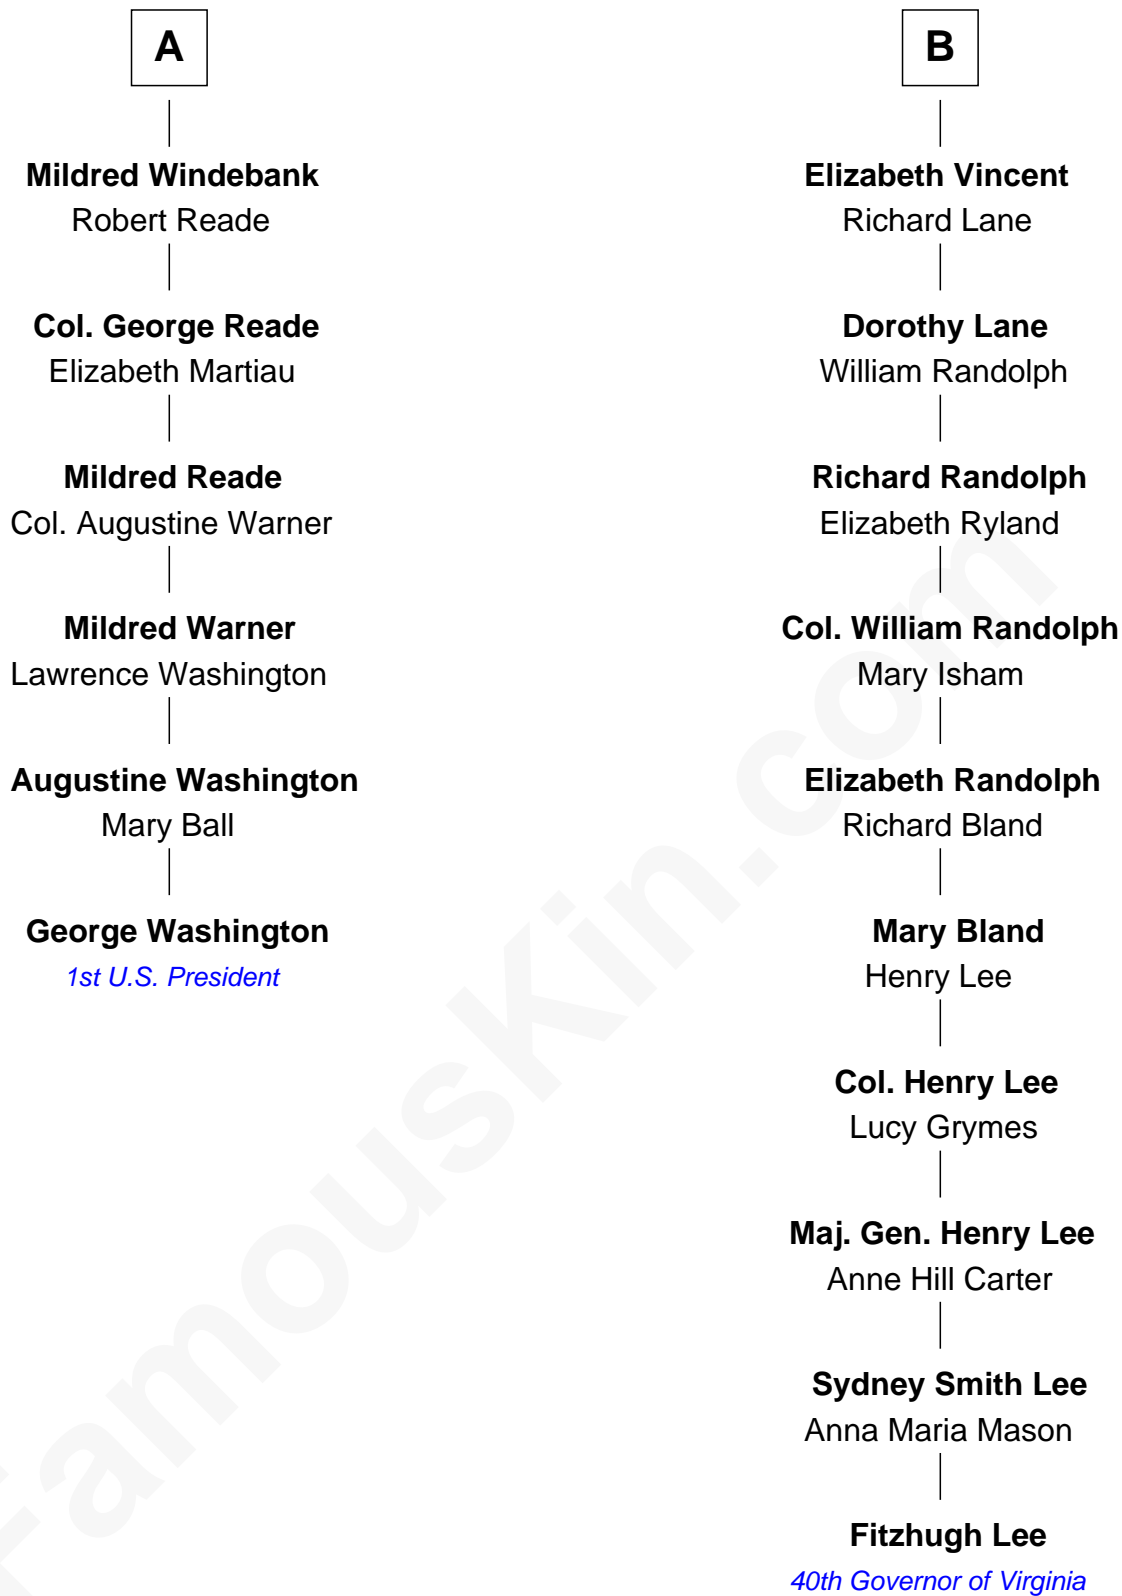 A
Mildred Windebank
Robert Reade
Col. George Reade
Elizabeth Martiau
Mildred Reade
Col. Augustine Warner
Mildred Warner
Lawrence Washington
Augustine Washington
Mary Ball
George Washington
1st U.S. President
B
Elizabeth Vincent
Richard Lane
Dorothy Lane
William Randolph
Richard Randolph
Elizabeth Ryland
Col. William Randolph
Mary Isham
Elizabeth Randolph
Richard Bland
Mary Bland
Henry Lee
Col. Henry Lee
Lucy Grymes
Maj. Gen. Henry Lee
Anne Hill Carter
Sydney Smith Lee
Anna Maria Mason
Fitzhugh Lee
40th Governor of Virginia
FamousKin.com